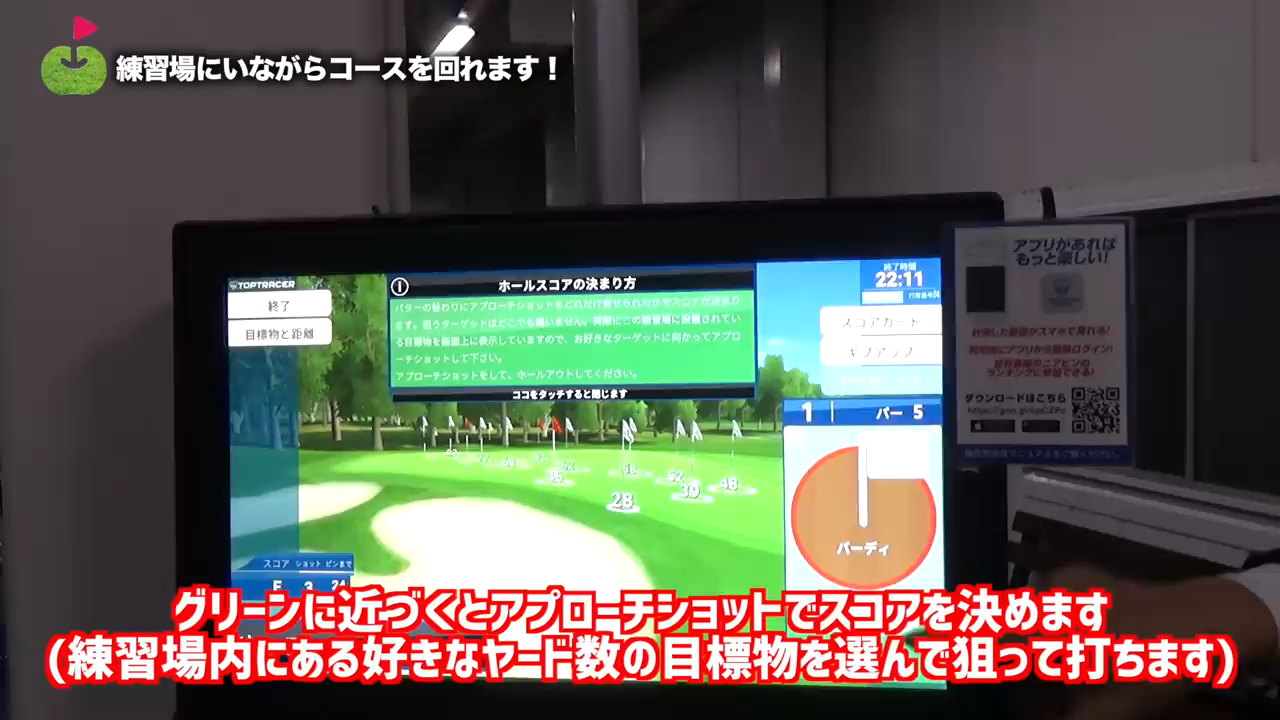 練習場にいながらコースを回れます！
TOPTRACER
終了
目標物と距離
ホールスコアの決まり方
パターの替わりにアプローチショットをどれだけ寄せられたかでスコアが決まり
ます。狙うターゲットはどこでも構いません。実際にこの練習場に設置されてい
る目標物を画面上に表示していますので、お好きなターゲットに向かってアプロ
ーチショットして下さい。
アプローチショットをして、ホールアウトしてください。
ココをタッチすると閉じます
終了時間
22:11
スコアカード
ギブアップ
1 パー 5
28
39
48
52
バーディ
スコア ショット ピンまで
E 3 24
アプリがあれば
もっと楽しい!
ダウンロードはこちら
グリーンに近づくとアプローチショットでスコアを決めます
(練習場内にある好きなヤード数の目標物を選んで狙って打ちます)